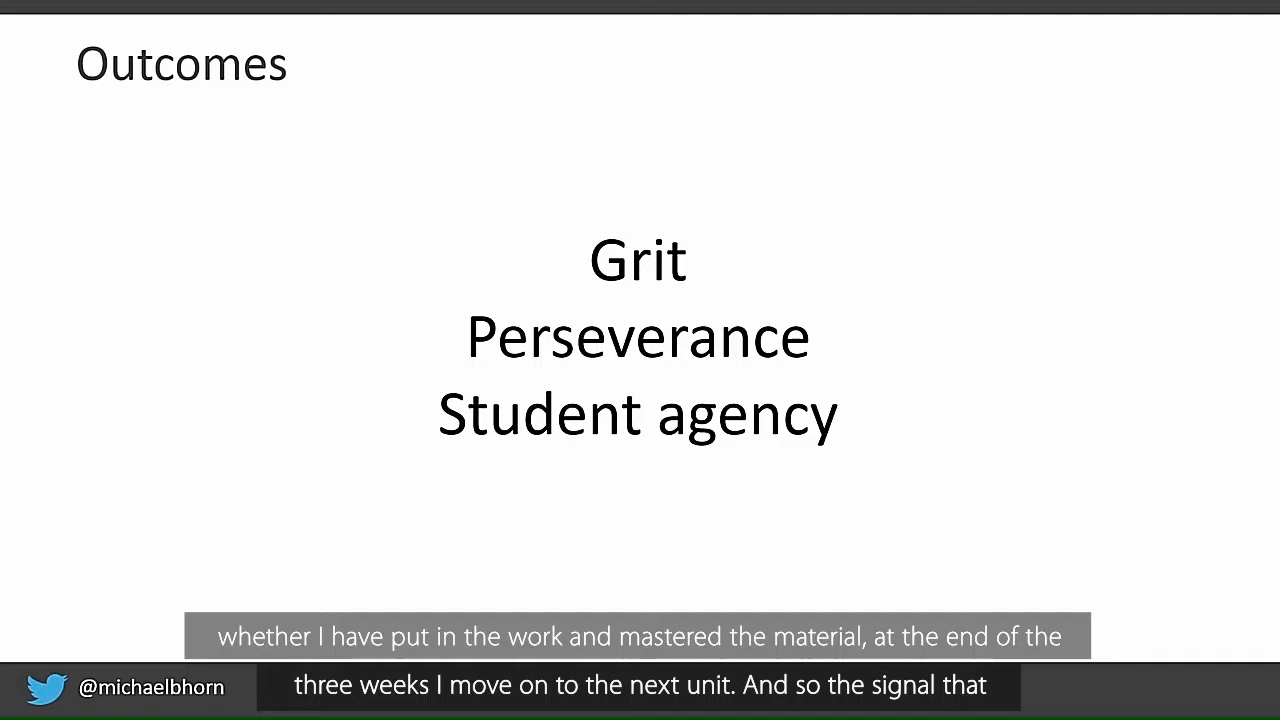 Outcomes
Grit
Perseverance
Student agency
whether I have put in the work and mastered the material, at the end of the
three weeks I move on to the next unit. And so the signal that
@michaelbhorn